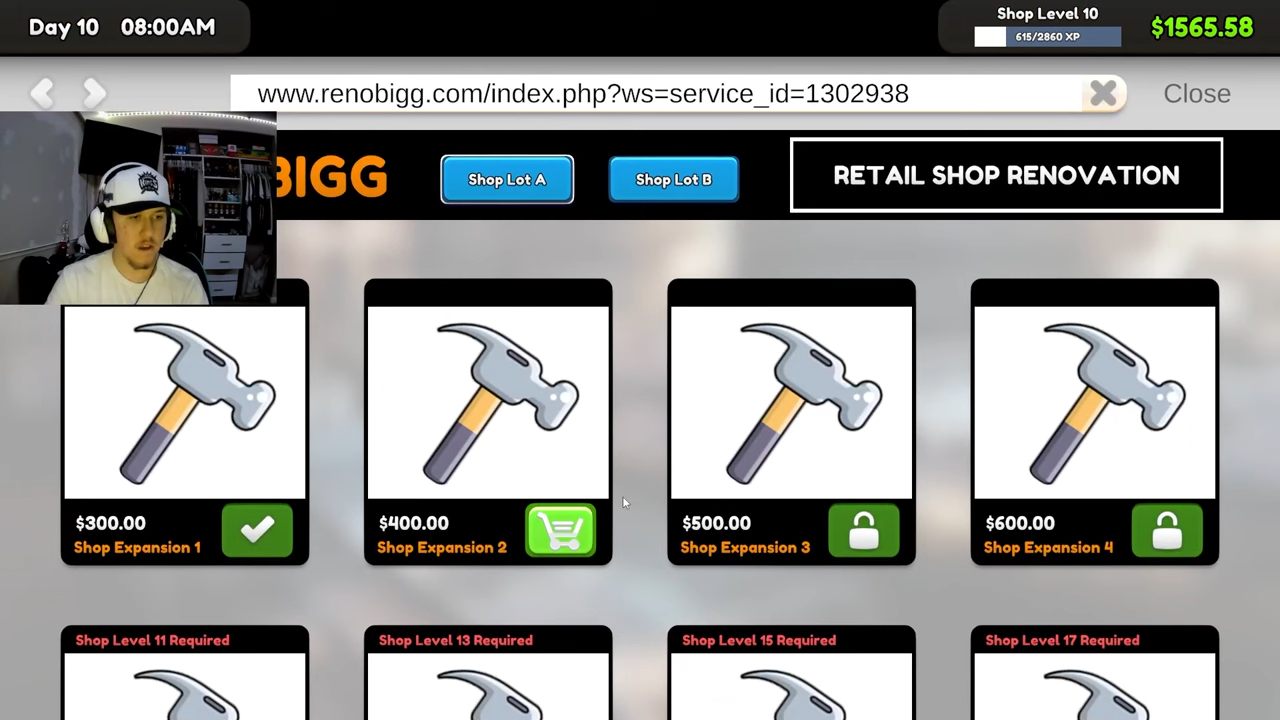 Day 10 08:00AM
Shop Level 10
615/2860 XP
$1565.58
www.renobigg.com/index.php?ws=service_id=1302938
Close
BIGG
Shop Lot A
Shop Lot B
RETAIL SHOP RENOVATION
$300.00
Shop Expansion 1
$400.00
Shop Expansion 2
$500.00
Shop Expansion 3
$600.00
Shop Expansion 4
Shop Level 11 Required
Shop Level 13 Required
Shop Level 15 Required
Shop Level 17 Required